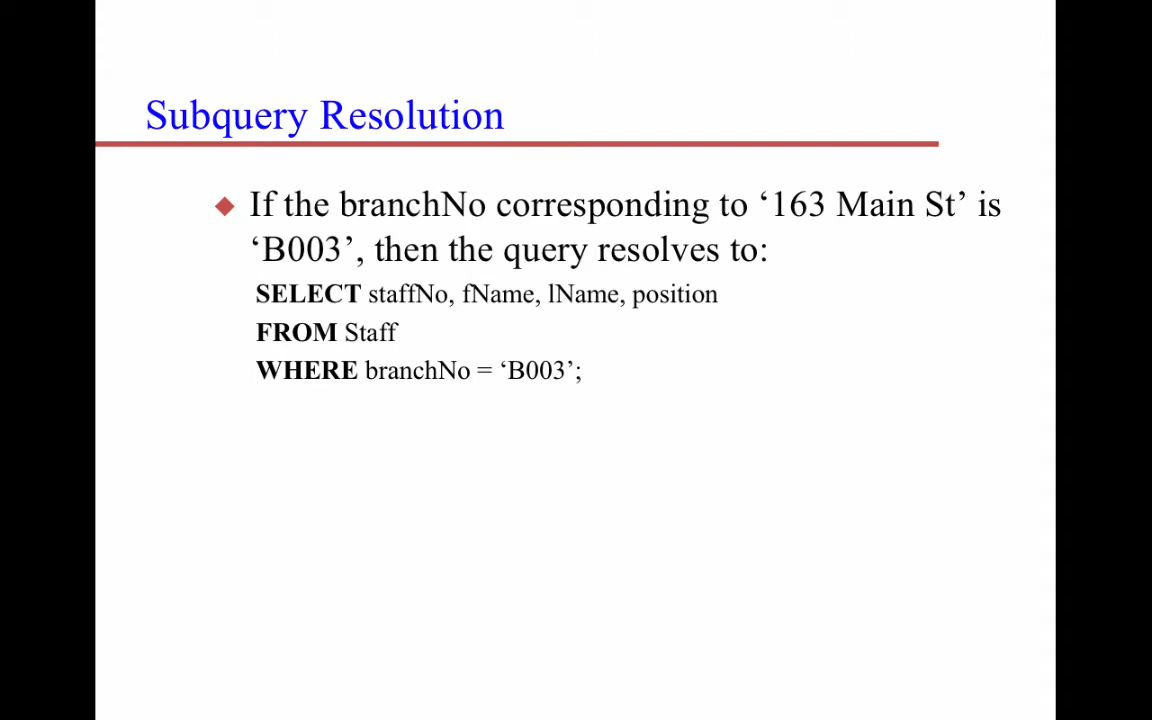 Subquery Resolution
If the branchNo corresponding to ‘163 Main St’ is
‘B003’, then the query resolves to:
SELECT staffNo, fName, lName, position
FROM Staff
WHERE branchNo = ‘B003’;